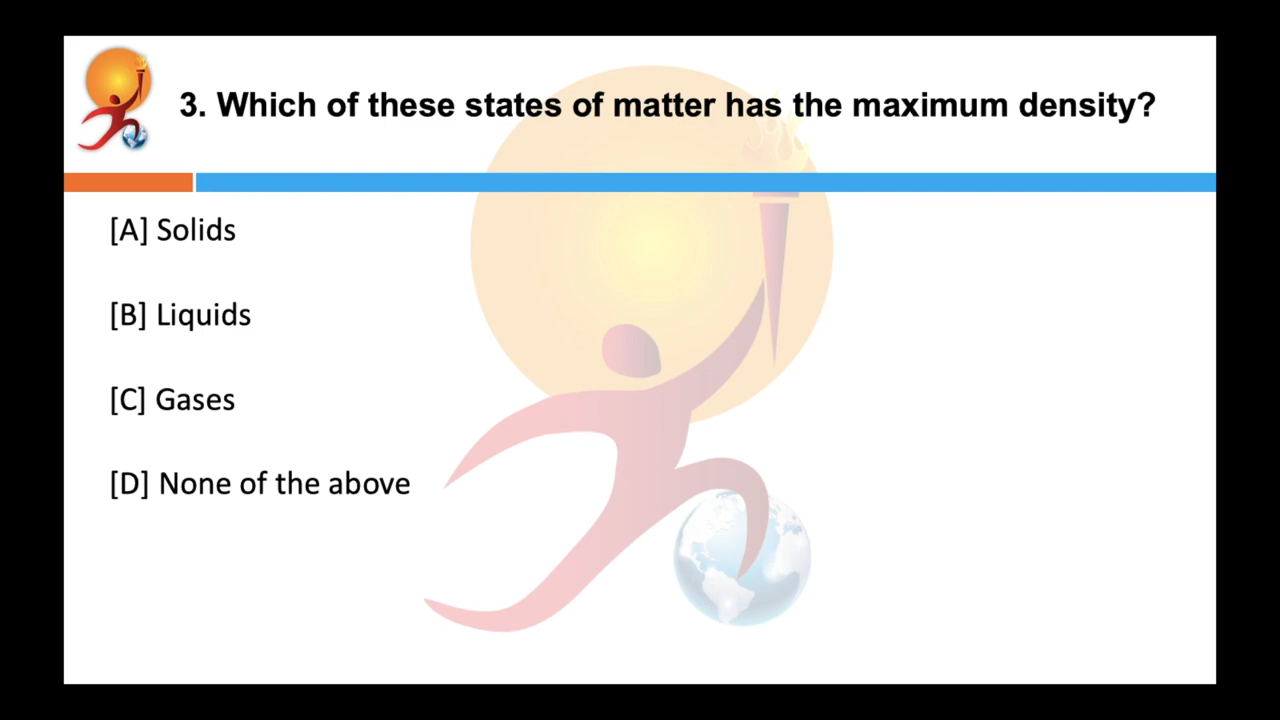 3. Which of these states of matter has the maximum density?
[A] Solids
[B] Liquids
[C] Gases
[D] None of the above